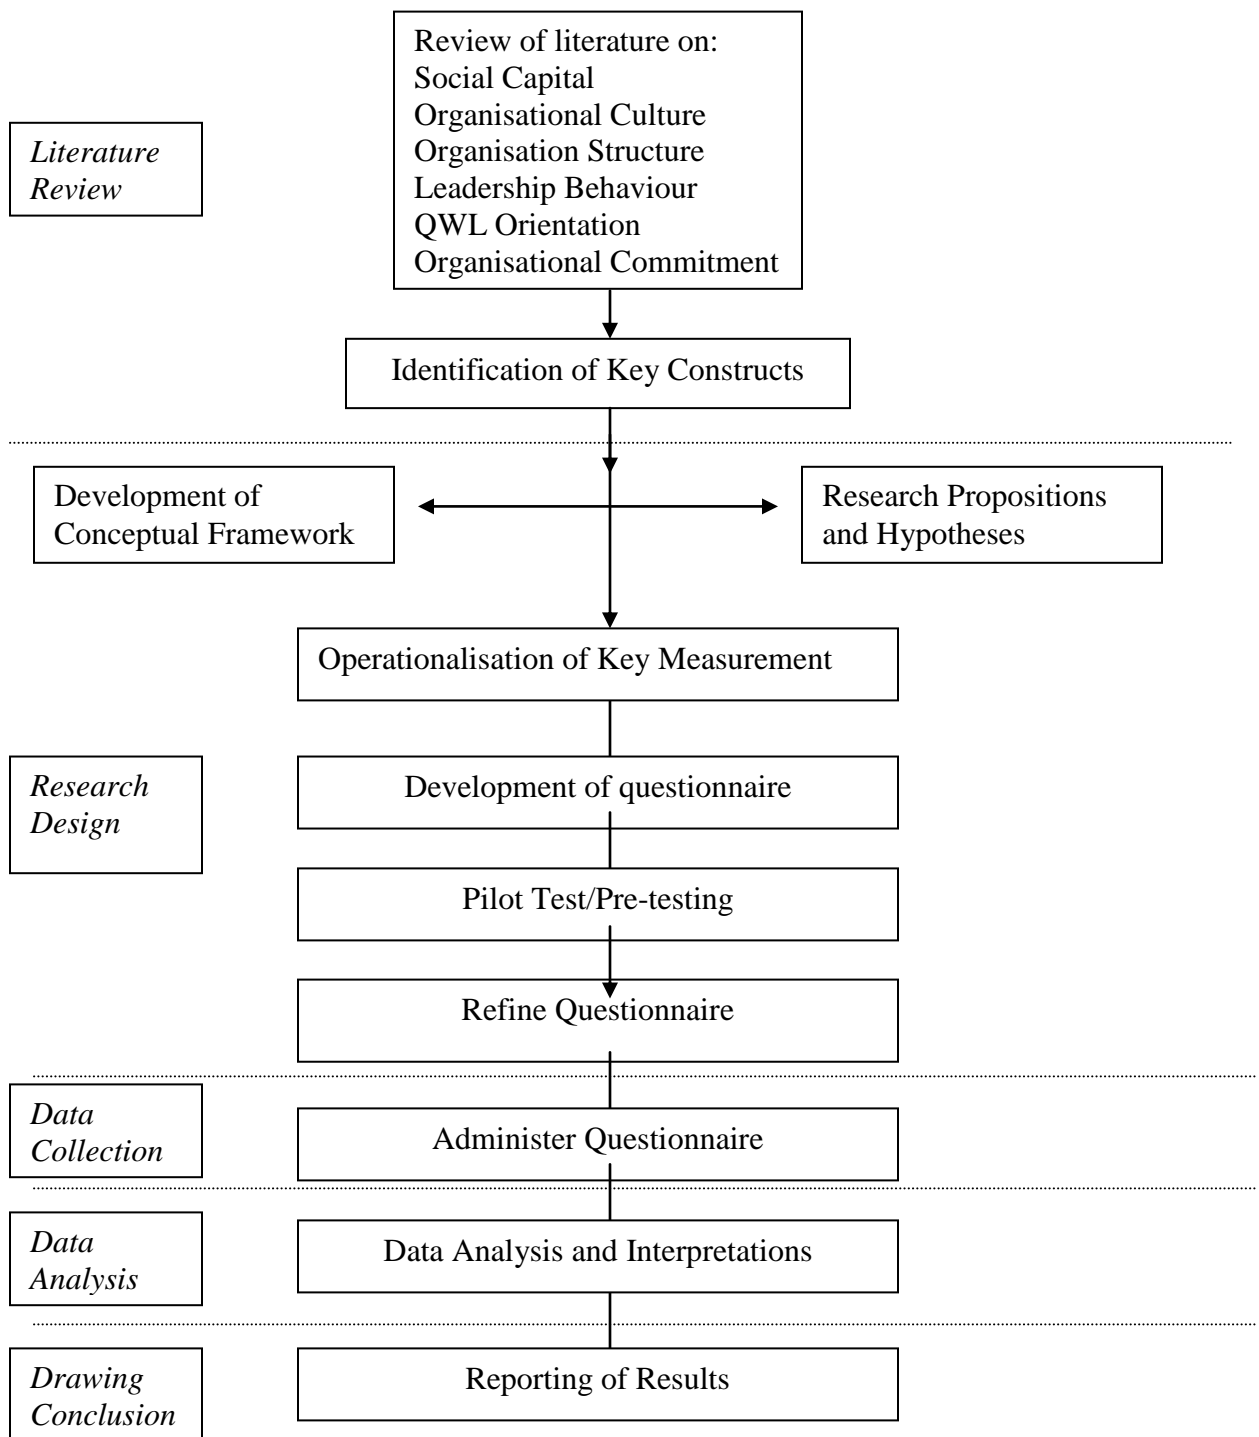 Review of literature on:
Social Capital
Organisational Culture
Organisation Structure
Leadership Behaviour
QWL Orientation
Organisational Commitment
Literature
Review
Identification of Key Constructs
Development of
Conceptual Framework
Research Propositions
and Hypotheses
Operationalisation of Key Measurement
Research
Design
Development of questionnaire
Pilot Test/Pre-testing
Refine Questionnaire
Data
Collection
Administer Questionnaire
Data
Analysis
Data Analysis and Interpretations
Drawing
Conclusion
Reporting of Results